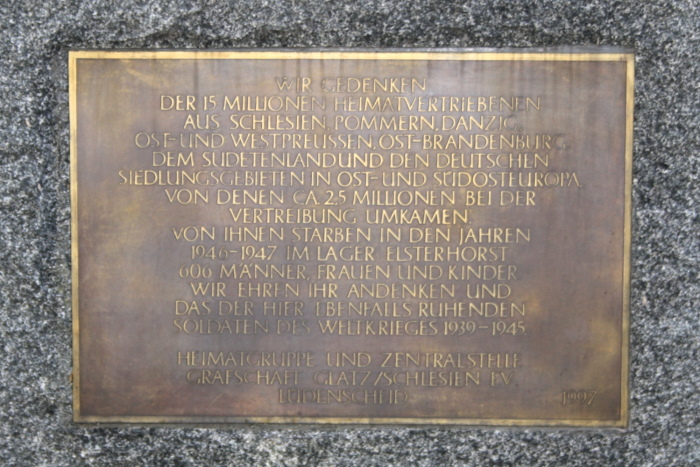 WIR GEDENKEN
DER 15 MILLIONEN HEIMATVERTRIEBENEN
AUS SCHLESIEN, POMMERN, DANZIG,
OST- UND WESTPREUSSEN, OST-BRANDENBURG,
DEM SUDETENLAND UND DEN DEUTSCHEN
SIEDLUNGSGEBIETEN IN OST- UND SÜDOSTEUROPA,
VON DENEN CA. 2.5 MILLIONEN BEI DER
VERTREIBUNG UMKAMEN.
VON IHNEN STARBEN IN DEN JAHREN
1946-1947 IM LAGER ELSTERHORST
606 MÄNNER, FRAUEN UND KINDER
WIR EHREN IHR ANDENKEN UND
DAS DER HIER EBENFALLS RUHENDEN
SOLDATEN DES WELTKRIEGES 1939-1945
HEIMATGRUPPE UND ZENTRALSTELLE
GRAFSCHAFT GLATZ/SCHLESIEN E.V.
LÜDENSCHEID 1997